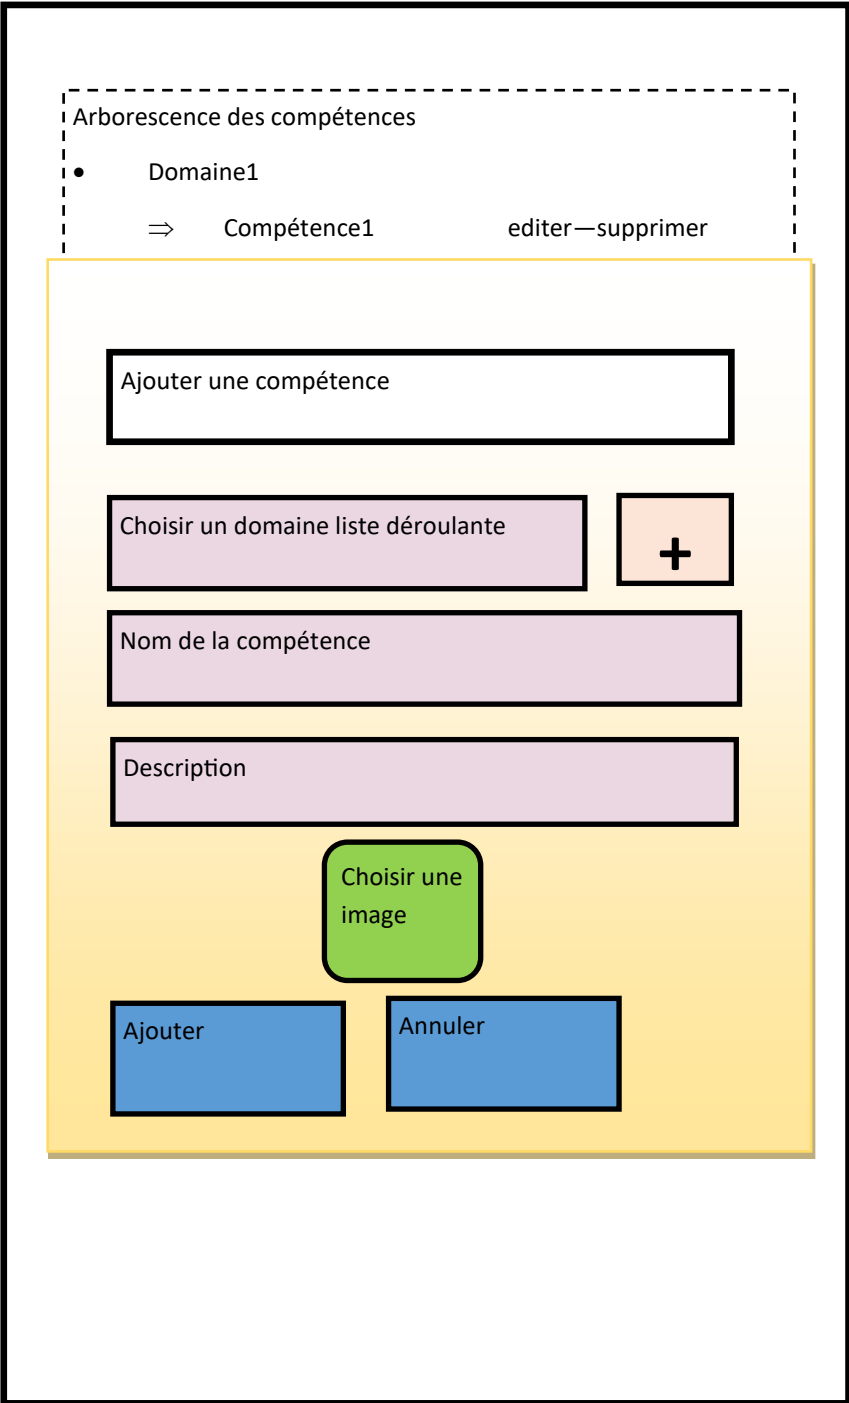 Arborescence des compétences
• Domaine1
⇒ Compétence1 editer—supprimer
Ajouter une compétence
Choisir un domaine liste déroulante
+
Nom de la compétence
Description
Choisir une
image
Ajouter
Annuler